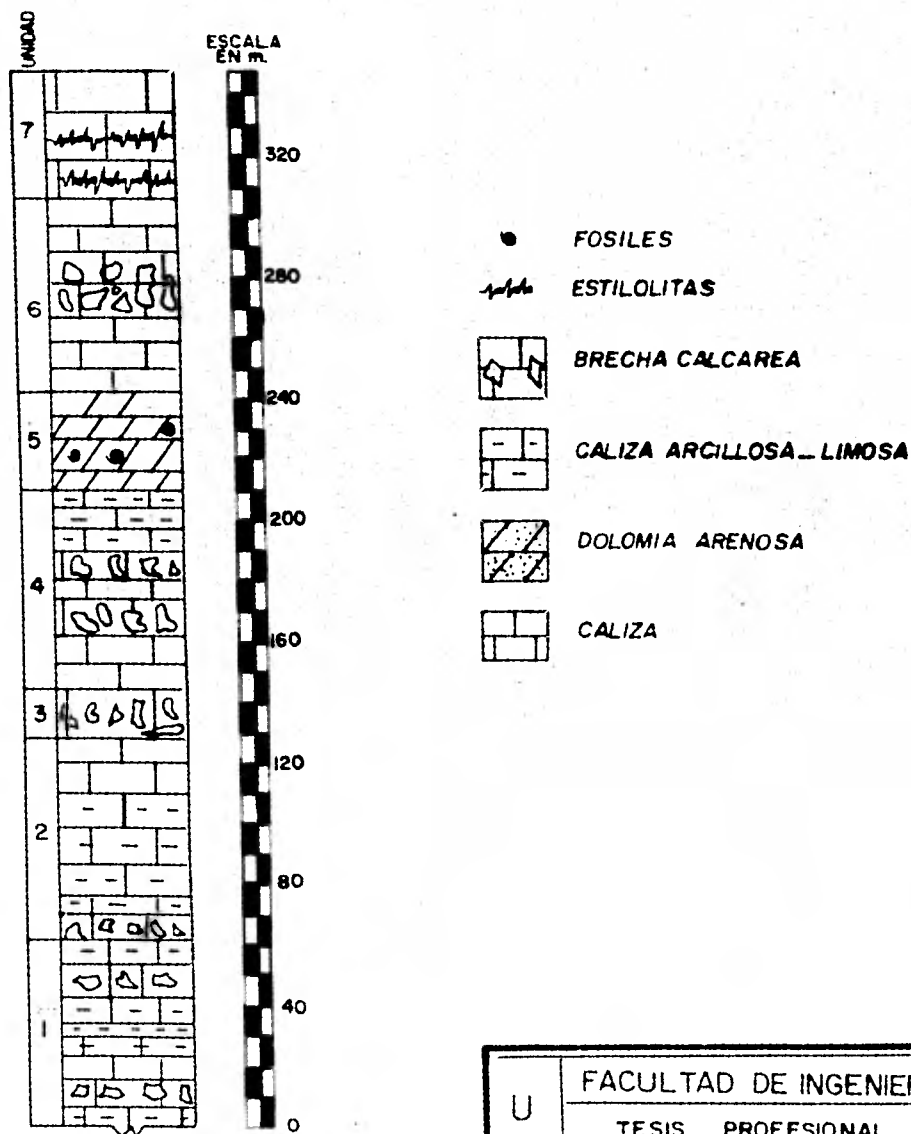 UNIDAD
ESCALA
EN m.
7
6
5
4
3
2
1
320
280
240
200
160
120
80
40
0
FOSILES
ESTILOLITAS
BRECHA CALCAREA
CALIZA ARCILLOSA_LIMOSA
DOLOMIA ARENOSA
CALIZA
U
FACULTAD DE INGENIE
TESIS PROFESIONAL